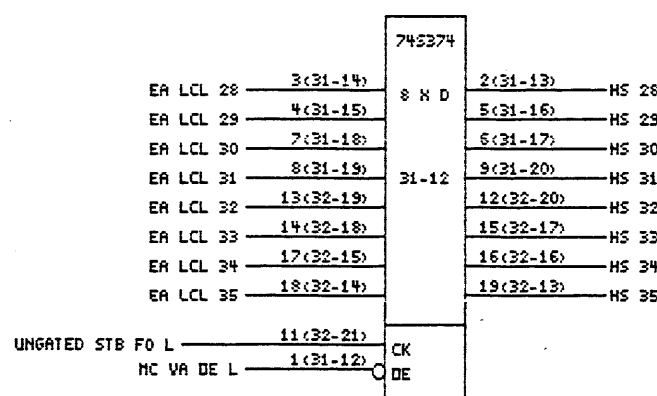 74S374
3(31-14) 2(31-13)
EA LCL 28 8 X D HS 28
4(31-15) 5(31-16)
EA LCL 29 HS 29
7(31-18) 6(31-17)
EA LCL 30 HS 30
8(31-19) 9(31-20)
EA LCL 31 31-12 HS 31
13(32-19) 12(32-20)
EA LCL 32 HS 32
14(32-18) 15(32-17)
EA LCL 33 HS 33
17(32-15) 16(32-16)
EA LCL 34 HS 34
18(32-14) 19(32-13)
EA LCL 35 HS 35
11(32-21)
UNGATED STB FO L CK
1(31-12)
MC VA OE L OE